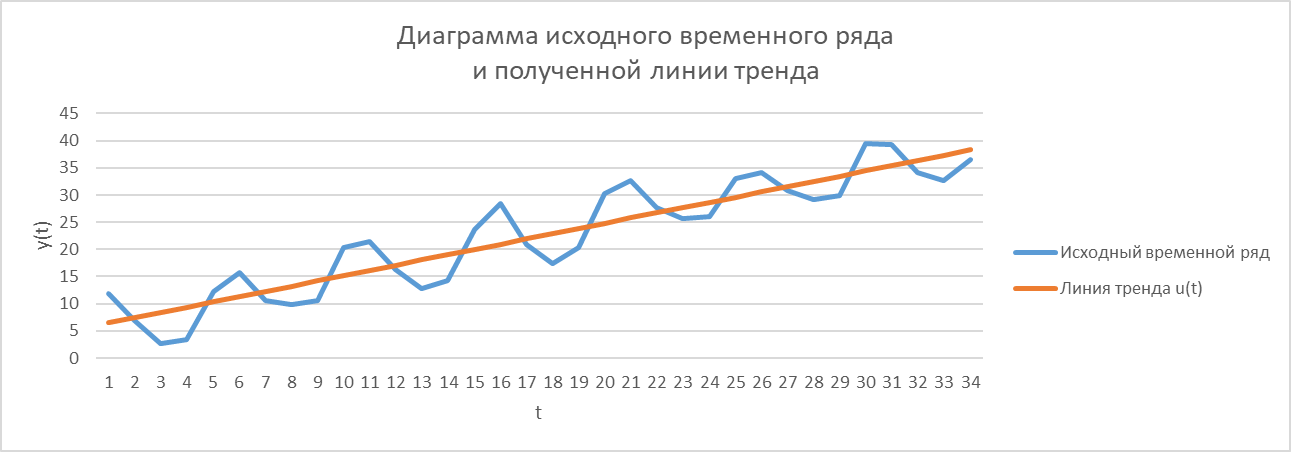 Диаграмма исходного временного ряда
и полученной линии тренда
45
40
35
30
25
20
15
10
5
0
y(t)
1 2 3 4 5 6 7 8 9 10 11 12 13 14 15 16 17 18 19 20 21 22 23 24 25 26 27 28 29 30 31 32 33 34
t
Исходный временной ряд
Линия тренда u(t)